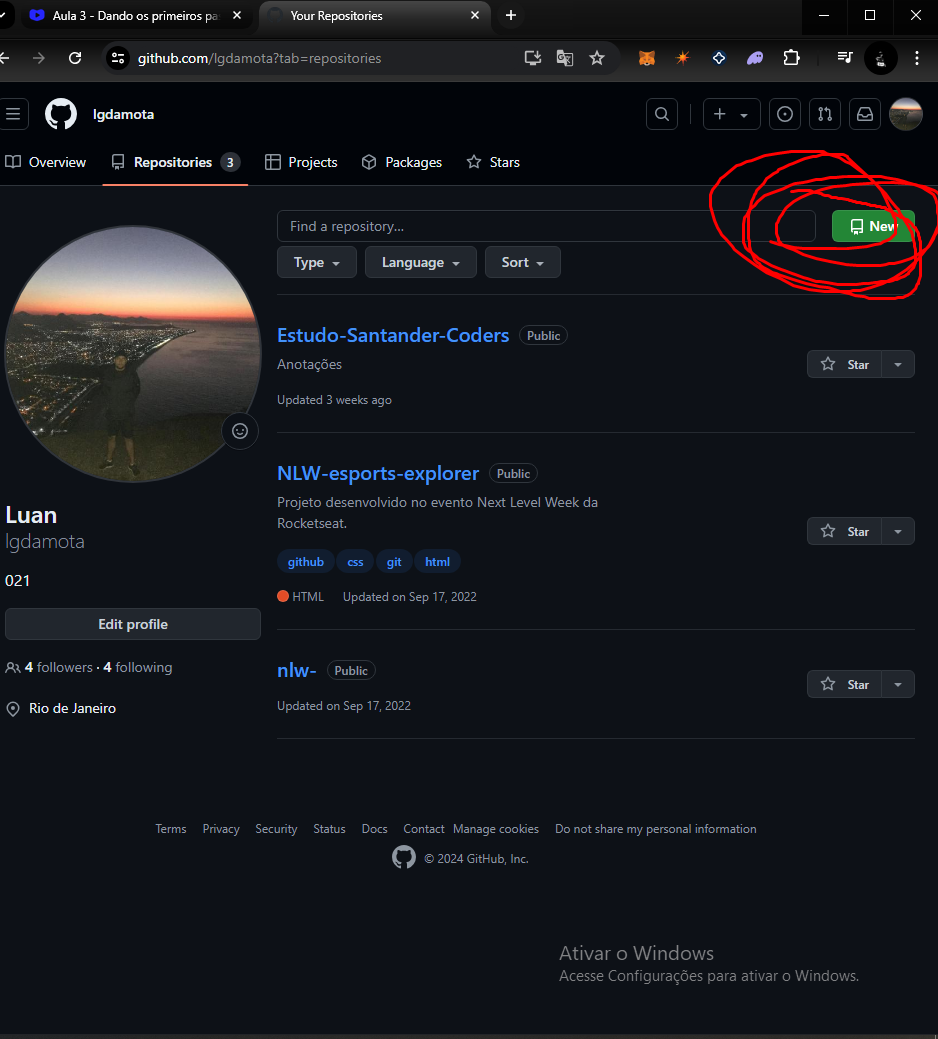 Aula 3 - Dando os primeiros pa
Your Repositories
github.com/lgdamota?tab=repositories
lgdamota
Overview
Repositories 3
Projects
Packages
Stars
Find a repository...
New
Type
Language
Sort
Estudo-Santander-Coders Public
Anotações
Star
Updated 3 weeks ago
NLW-esports-explorer Public
Projeto desenvolvido no evento Next Level Week da
Rocketseat.
Star
github css git html
HTML Updated on Sep 17, 2022
nlw- Public
Star
Updated on Sep 17, 2022
Luan
lgdamota
021
Edit profile
4 followers · 4 following
Rio de Janeiro
Terms Privacy Security Status Docs Contact Manage cookies Do not share my personal information
© 2024 GitHub, Inc.
Ativar o Windows
Acesse Configurações para ativar o Windows.